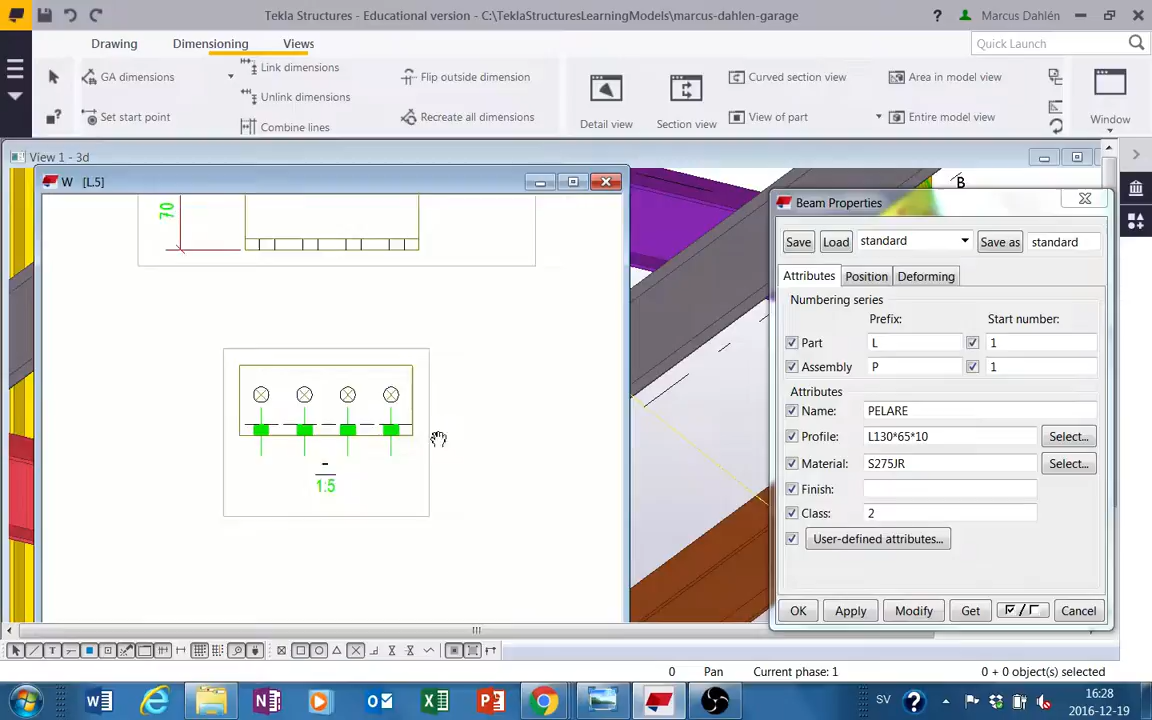 Tekla Structures - Educational version - C:\TeklaStructuresLearningModels\marcus-dahlen-garage
? Marcus Dahlén
Drawing Dimensioning Views
Quick Launch
GA dimensions
Set start point
Link dimensions
Unlink dimensions
Combine lines
Flip outside dimension
Recreate all dimensions
Detail view
Section view
Curved section view
View of part
Area in model view
Entire model view
Window
View 1 - 3d
W [L.5]
70
-
1:5
B
Beam Properties
Save Load standard Save as standard
Attributes Position Deforming
Numbering series
Prefix: Start number:
Part L 1
Assembly P 1
Attributes
Name: PELARE
Profile: L130*65*10 Select...
Material: S275JR Select...
Finish:
Class: 2
User-defined attributes...
OK Apply Modify Get / Cancel
0 Pan Current phase: 1 0 + 0 object(s) selected
SV ? 16:28
2016-12-19